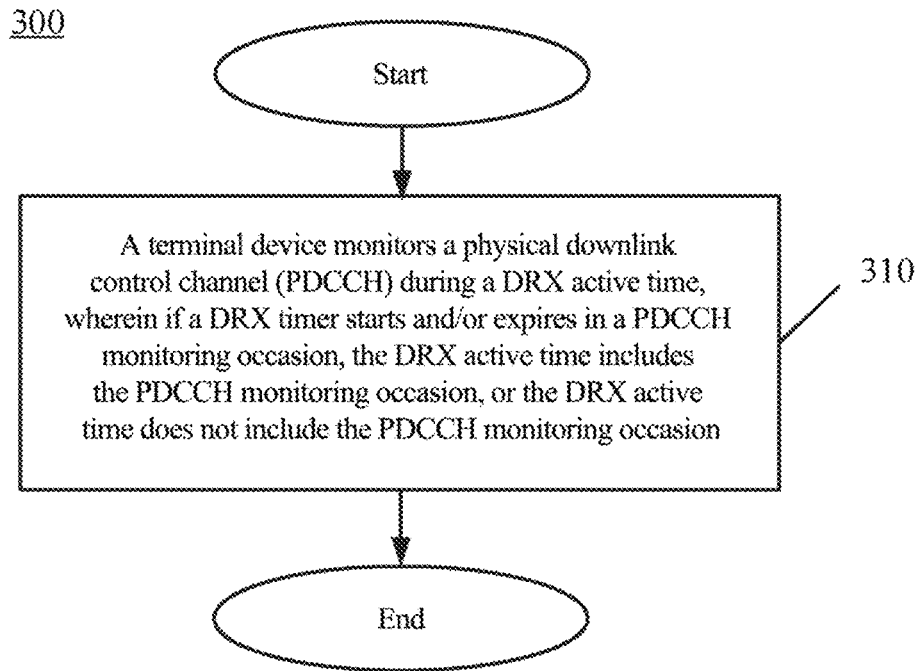 300
Start
A terminal device monitors a physical downlink
control channel (PDCCH) during a DRX active time,
wherein if a DRX timer starts and/or expires in a PDCCH
monitoring occasion, the DRX active time includes
the PDCCH monitoring occasion, or the DRX active
time does not include the PDCCH monitoring occasion
310
End